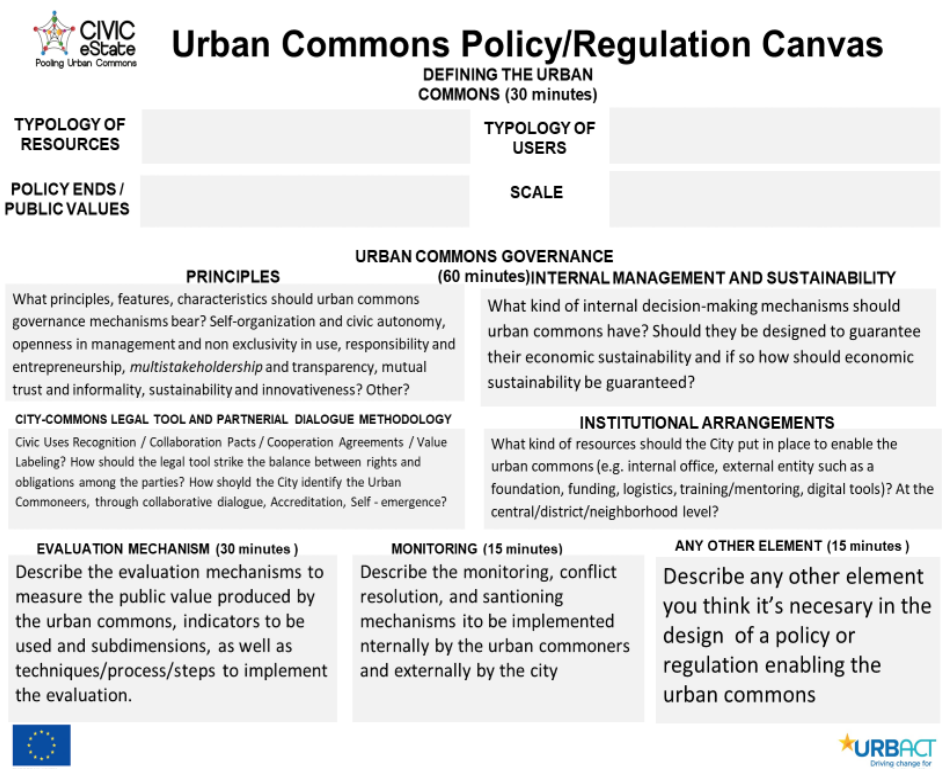 CIVIC
eState
Pooling Urban Commons
Urban Commons Policy/Regulation Canvas
DEFINING THE URBAN
COMMONS (30 minutes)
TYPOLOGY OF
RESOURCES
TYPOLOGY OF
USERS
POLICY ENDS /
PUBLIC VALUES
SCALE
URBAN COMMONS GOVERNANCE
(60 minutes)
PRINCIPLES
What principles, features, characteristics should urban commons
governance mechanisms bear? Self-organization and civic autonomy,
openness in management and non exclusivity in use, responsibility and
entrepreneurship, multistakeholdership and transparency, mutual
trust and informality, sustainability and innovativeness? Other?
INTERNAL MANAGEMENT AND SUSTAINABILITY
What kind of internal decision-making mechanisms should
urban commons have? Should they be designed to guarantee
their economic sustainability and if so how should economic
sustainability be guaranteed?
CITY-COMMONS LEGAL TOOL AND PARTNERIAL DIALOGUE METHODOLOGY
Civic Uses Recognition / Collaboration Pacts / Cooperation Agreements / Value
Labeling? How should the legal tool strike the balance between rights and
obligations among the parties? How shoyld the City identify the Urban
Commoneers, through collaborative dialogue, Accreditation, Self - emergence?
INSTITUTIONAL ARRANGEMENTS
What kind of resources should the City put in place to enable the
urban commons (e.g. internal office, external entity such as a
foundation, funding, logistics, training/mentoring, digital tools)? At the
central/district/neighborhood level?
EVALUATION MECHANISM (30 minutes )
Describe the evaluation mechanisms to
measure the public value produced by
the urban commons, indicators to be
used and subdimensions, as well as
techniques/process/steps to implement
the evaluation.
MONITORING (15 minutes)
Describe the monitoring, conflict
resolution, and santioning
mechanisms ito be implemented
nternally by the urban commoners
and externally by the city
ANY OTHER ELEMENT (15 minutes )
Describe any other element
you think it's necesary in the
design of a policy or
regulation enabling the
urban commons
URBACT
Driving change for